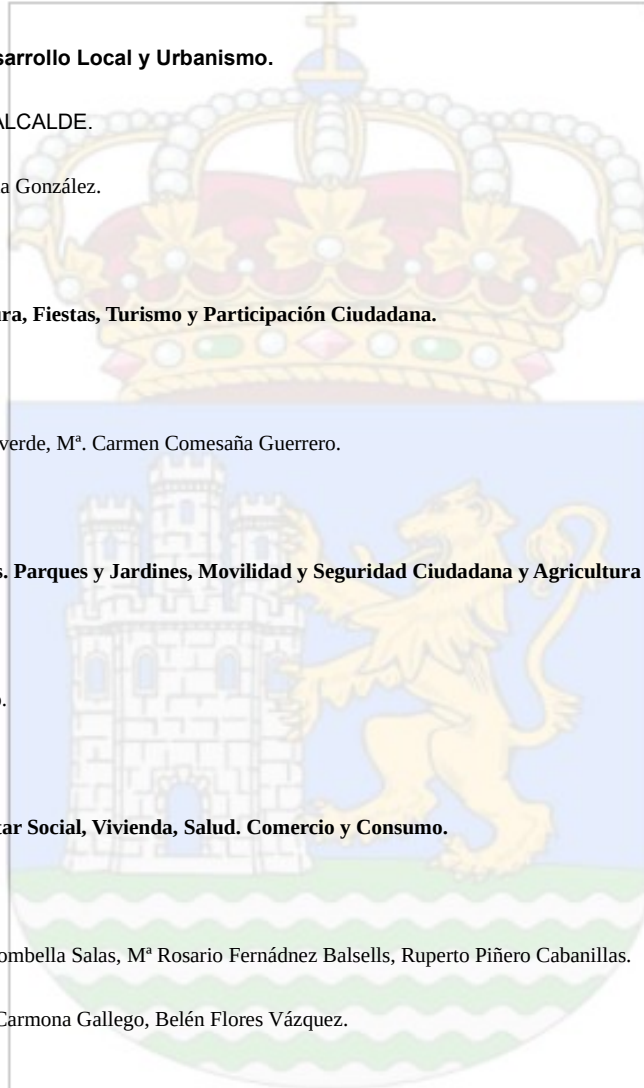 sarrollo Local y Urbanismo.
ALCALDE.
a González.
ura, Fiestas, Turismo y Participación Ciudadana.
verde, Mª. Carmen Comesaña Guerrero.
s. Parques y Jardines, Movilidad y Seguridad Ciudadana y Agricultura
o.
tar Social, Vivienda, Salud. Comercio y Consumo.
ombella Salas, Mª Rosario Fernádnez Balsells, Ruperto Piñero Cabanillas.
Carmona Gallego, Belén Flores Vázquez.